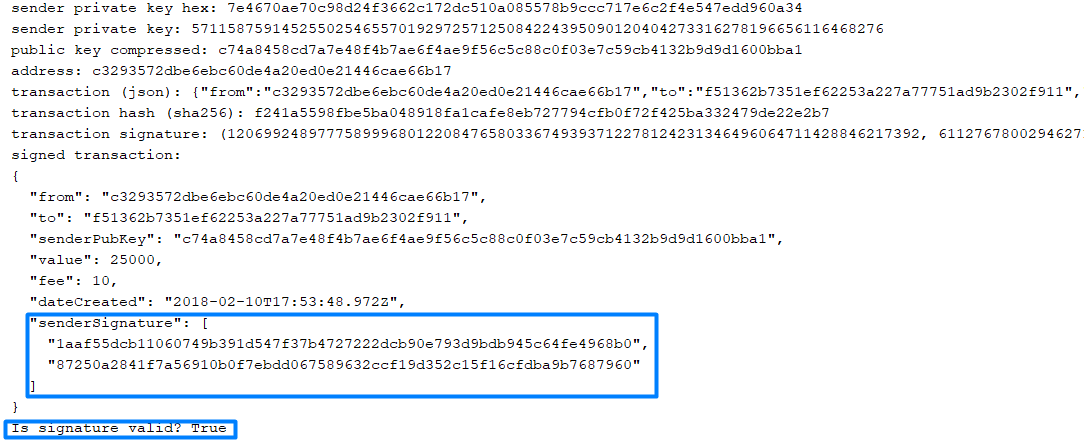 sender private key hex: 7e4670ae70c98d24f3662c172dc510a085578b9ccc717e6c2f4e547edd960a34
sender private key: 57115875914525502546557019297257125084224395090120404273316278196656116468276
public key compressed: c74a8458cd7a7e48f4b7ae6f4ae9f56c5c88c0f03e7c59cb4132b9d9d1600bba1
address: c3293572dbe6ebc60de4a20ed0e21446cae66b17
transaction (json): {"from":"c3293572dbe6ebc60de4a20ed0e21446cae66b17","to":"f51362b7351ef62253a227a77751ad9b2302f911",
transaction hash (sha256): f241a5598fbe5ba048918fa1cafe8eb727794cfb0f72f425ba332479de22e2b7
transaction signature: (12069924897775899968012208476580336749393712278124231346496064711428846217392, 61127678002946271
signed transaction:
{
"from": "c3293572dbe6ebc60de4a20ed0e21446cae66b17",
"to": "f51362b7351ef62253a227a77751ad9b2302f911",
"senderPubKey": "c74a8458cd7a7e48f4b7ae6f4ae9f56c5c88c0f03e7c59cb4132b9d9d1600bba1",
"value": 25000,
"fee": 10,
"dateCreated": "2018-02-10T17:53:48.972Z",
"senderSignature": [
"1aaf55dcb11060749b391d547f37b4727222dcb90e793d9bdb945c64fe4968b0",
"87250a2841f7a56910b0f7ebdd067589632ccf19d352c15f16cfdba9b7687960"
]
}
Is signature valid? True